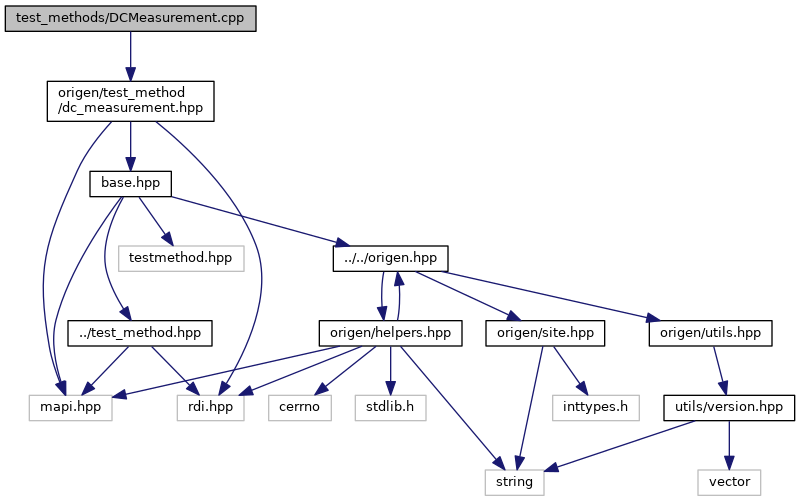 test_methods/DCMeasurement.cpp
origen/test_method
/dc_measurement.hpp
base.hpp
testmethod.hpp
../../origen.hpp
../test_method.hpp
origen/helpers.hpp
origen/site.hpp
origen/utils.hpp
mapi.hpp
rdi.hpp
cerrno
stdlib.h
inttypes.h
utils/version.hpp
string
vector